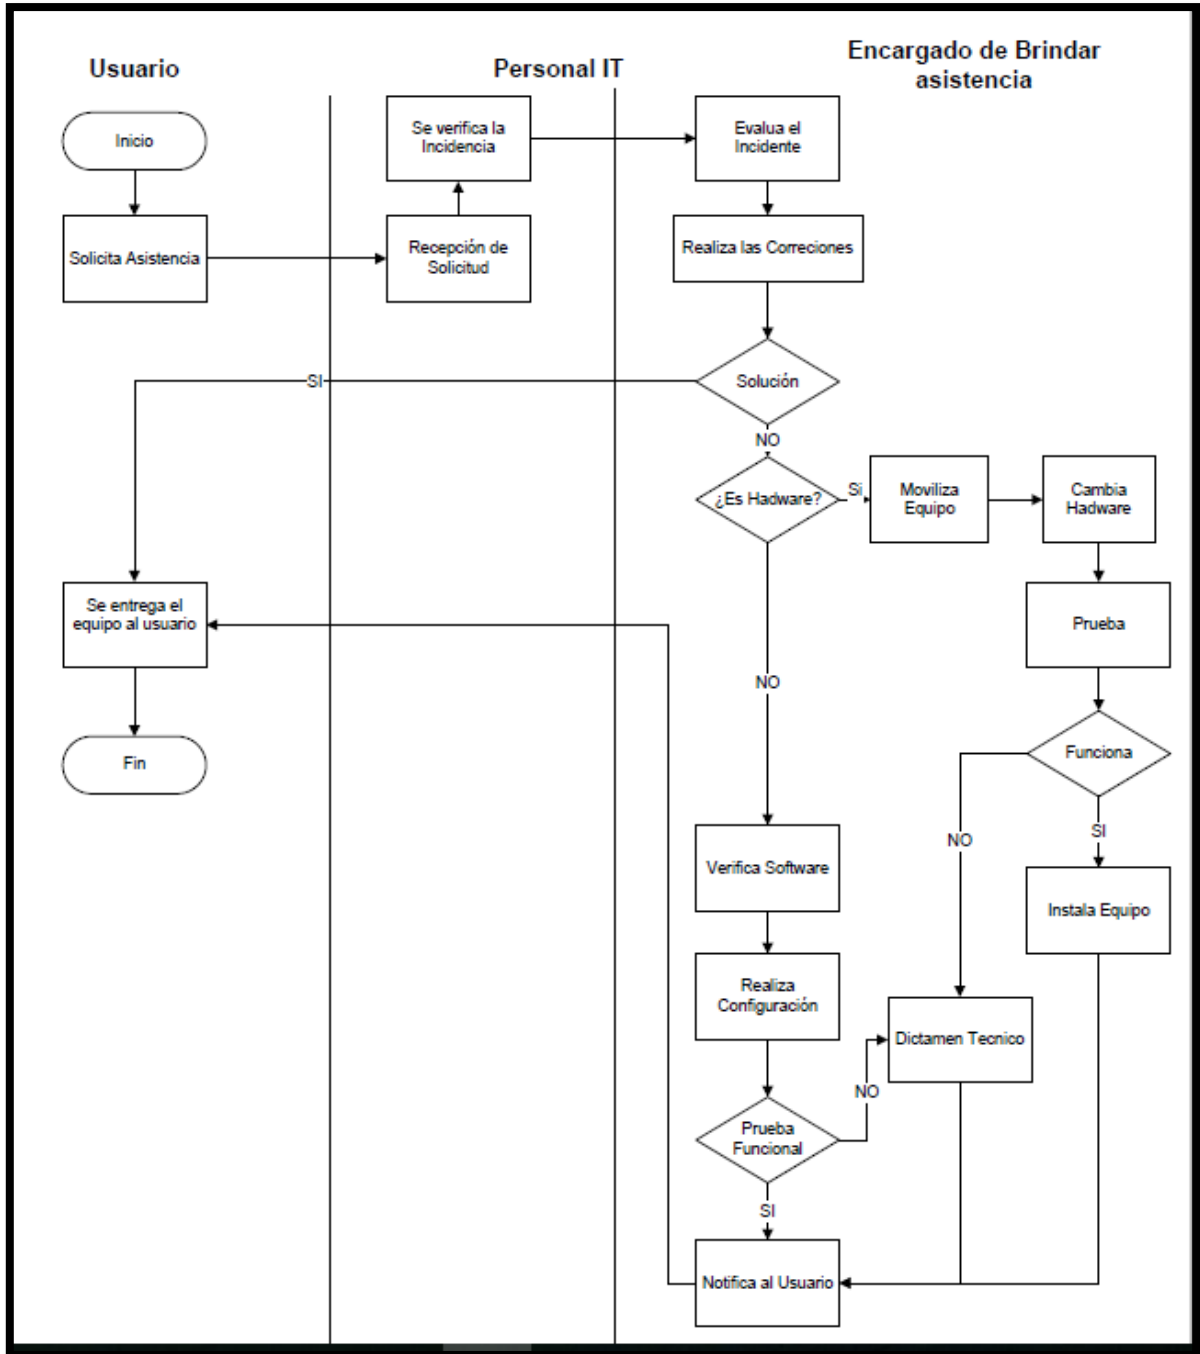 Usuario
Personal IT
Encargado de Brindar
asistencia
Inicio
Se verifica la
Incidencia
Evalua el
Incidente
Solicita Asistencia
Recepción de
Solicitud
Realiza las Correciones
SI
Solución
NO
¿Es Hadware?
Si
Moviliza
Equipo
Cambia
Hadware
Se entrega el
equipo al usuario
Prueba
NO
Fin
Funciona
NO
SI
Verifica Software
Instala Equipo
Realiza
Configuración
Dictamen Tecnico
NO
Prueba
Funcional
SI
Notifica al Usuario